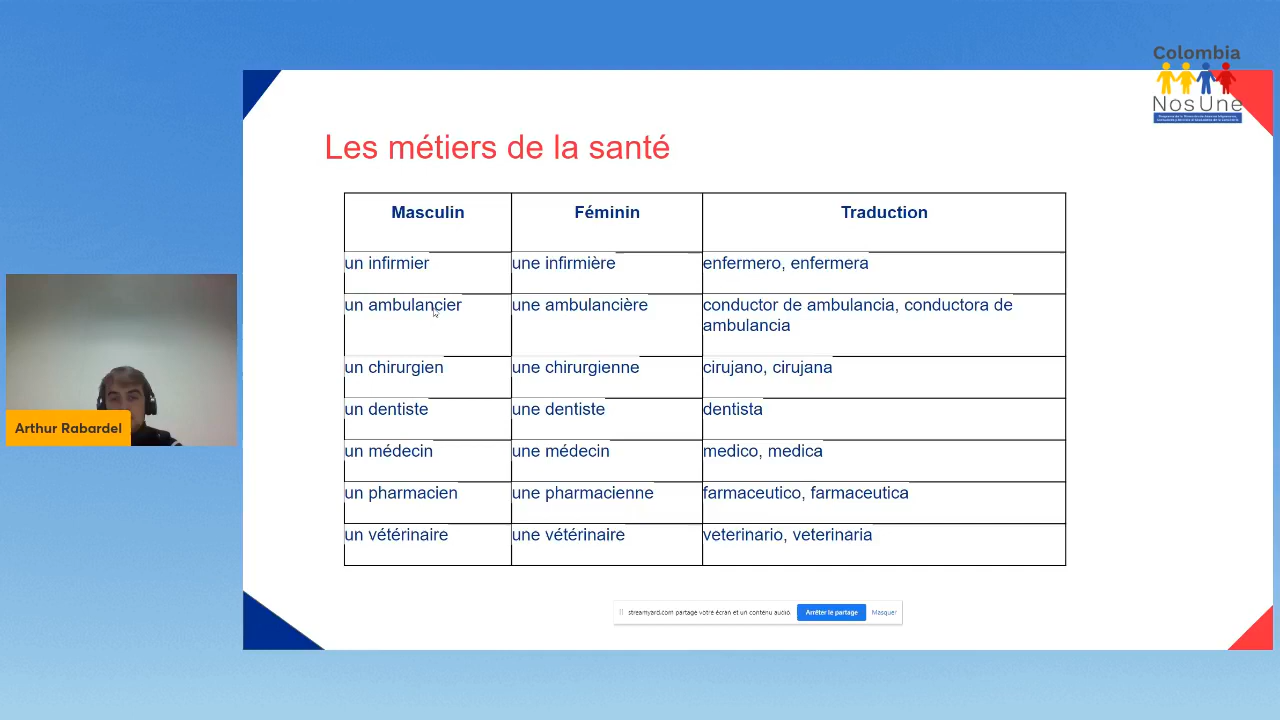 Colombia
NosUne
Les métiers de la santé
Masculin Féminin Traduction
un infirmier une infirmière enfermero, enfermera
un ambulancier une ambulancière conductor de ambulancia, conductora de
ambulancia
un chirurgien une chirurgienne cirujano, cirujana
un dentiste une dentiste dentista
un médecin une médecin medico, medica
un pharmacien une pharmacienne farmaceutico, farmaceutica
un vétérinaire une vétérinaire veterinario, veterinaria
Arthur Rabardel
streamyard.com partage votre écran et un contenu audio. Arrêter le partage Masquer